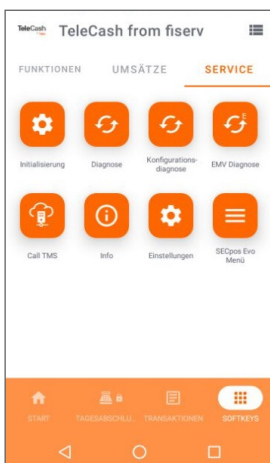 TeleCash TeleCash from fiserv
FUNKTIONEN UMSÄTZE SERVICE
Initialisierung Diagnose Konfigurations-
diagnose EMV Diagnose
E
Call TMS Info Einstellungen SECpos Evo
Menü
START TAGESABSCHLU... TRANSAKTIONEN SOFTKEYS